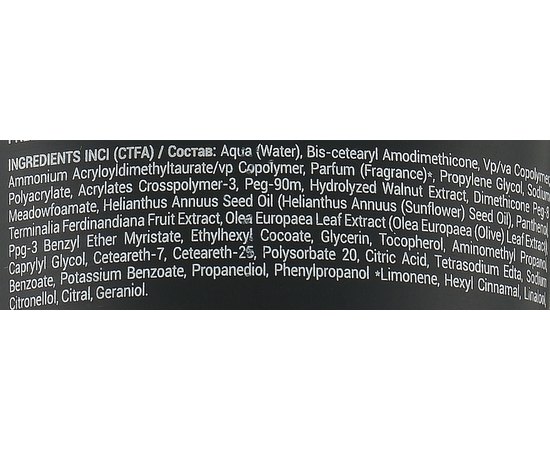 INGREDIENTS INCI (CTFA) / Состав: Aqua (Water), Bis-cetearyl Amodimethicone, Vp/va Copolymer,
Ammonium Acryloyldimethyltaurate/vp Copolymer, Parfum (Fragrance)*, Propylene Glycol, Sodium
Polyacrylate, Acrylates Crosspolymer-3, Peg-90m, Hydrolyzed Walnut Extract, Dimethicone Peg-8
Meadowfoamate, Helianthus Annuus Seed Oil (Helianthus Annuus (Sunflower) Seed Oil), Panthenol,
Terminalia Ferdinandiana Fruit Extract, Olea Europaea Leaf Extract (Olea Europaea (Olive) Leaf Extract),
Ppg-3 Benzyl Ether Myristate, Ethylhexyl Cocoate, Glycerin, Tocopherol, Aminomethyl Propanol,
Caprylyl Glycol, Ceteareth-7, Ceteareth-25, Polysorbate 20, Citric Acid, Tetrasodium Edta, Sodium
Benzoate, Potassium Benzoate, Propanediol, Phenylpropanol *Limonene, Hexyl Cinnamal, Linalool,
Citronellol, Citral, Geraniol.